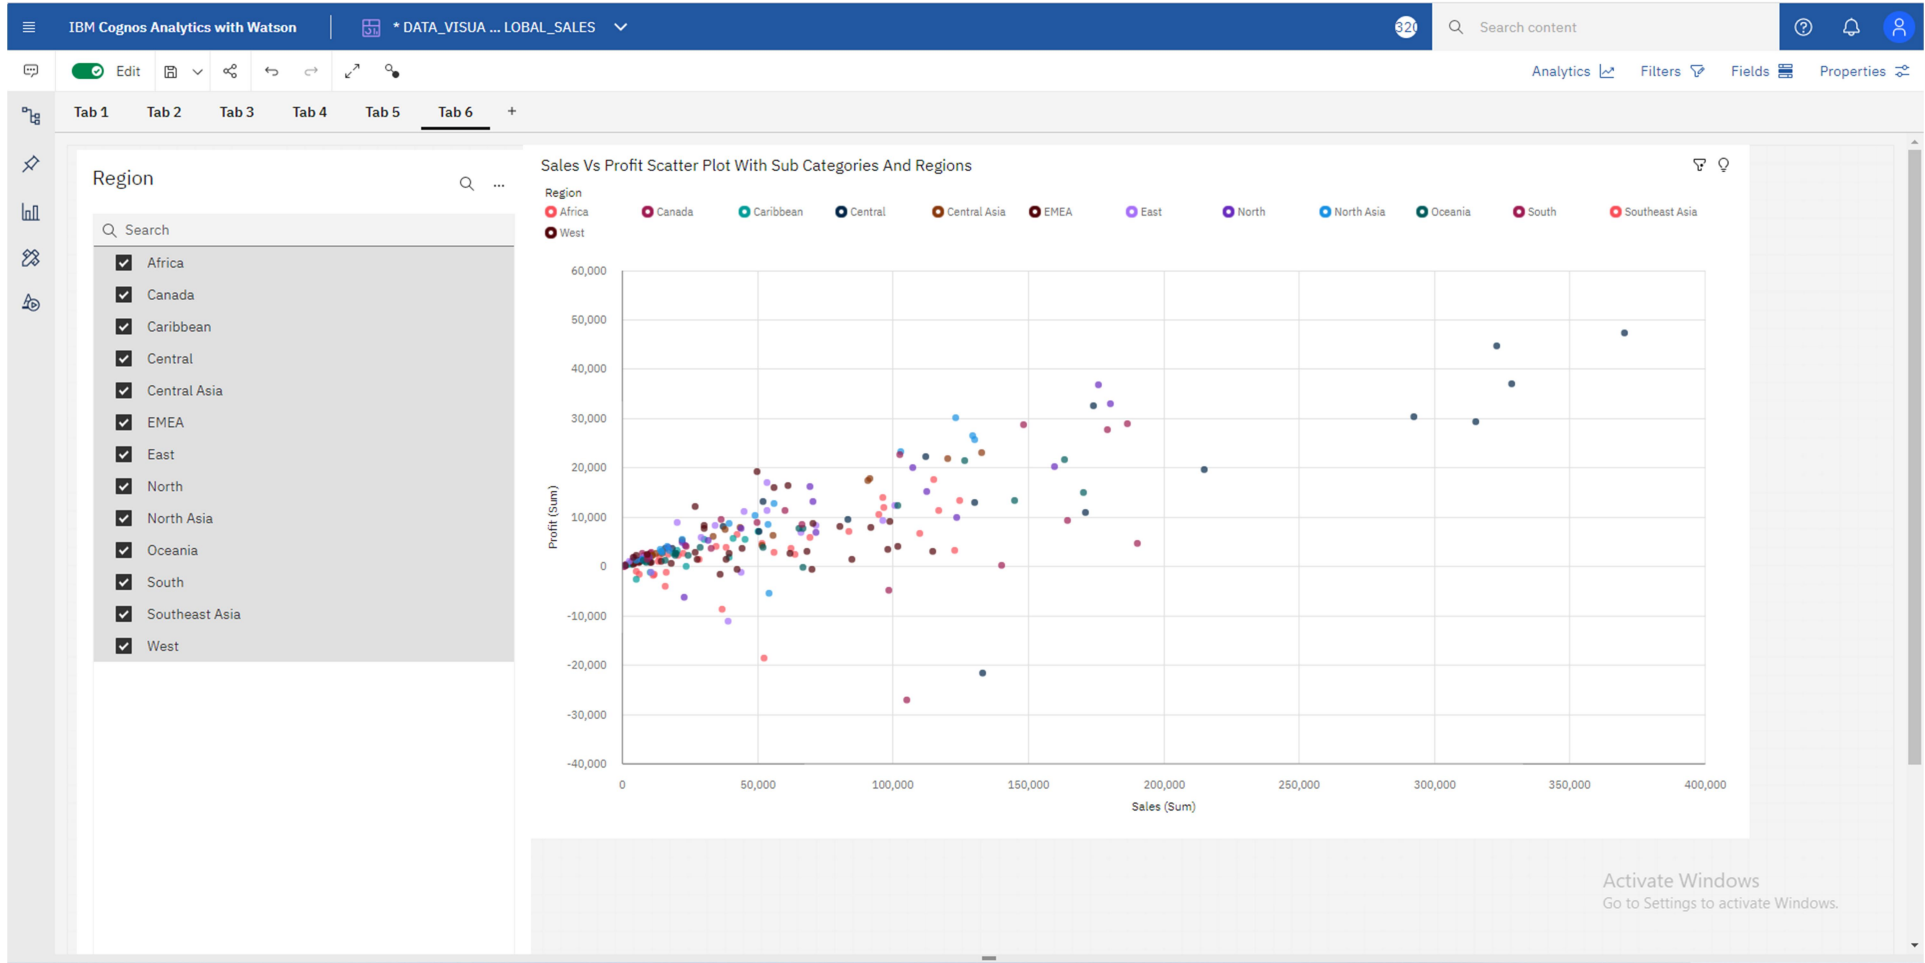 IBM Cognos Analytics with Watson
* DATA_VISUA ... LOBAL_SALES
320
Search content
Edit
Analytics
Filters
Fields
Properties
Tab 1 Tab 2 Tab 3 Tab 4 Tab 5 Tab 6 +
Region
...
Search
Africa
Canada
Caribbean
Central
Central Asia
EMEA
East
North
North Asia
Oceania
South
Southeast Asia
West
Sales Vs Profit Scatter Plot With Sub Categories And Regions
Region
Africa Canada Caribbean Central Central Asia EMEA East North North Asia Oceania South Southeast Asia
West
60,000
50,000
40,000
30,000
20,000
10,000
0
-10,000
-20,000
-30,000
-40,000
Profit (Sum)
0 50,000 100,000 150,000 200,000 250,000 300,000 350,000 400,000
Sales (Sum)
Activate Windows
Go to Settings to activate Windows.